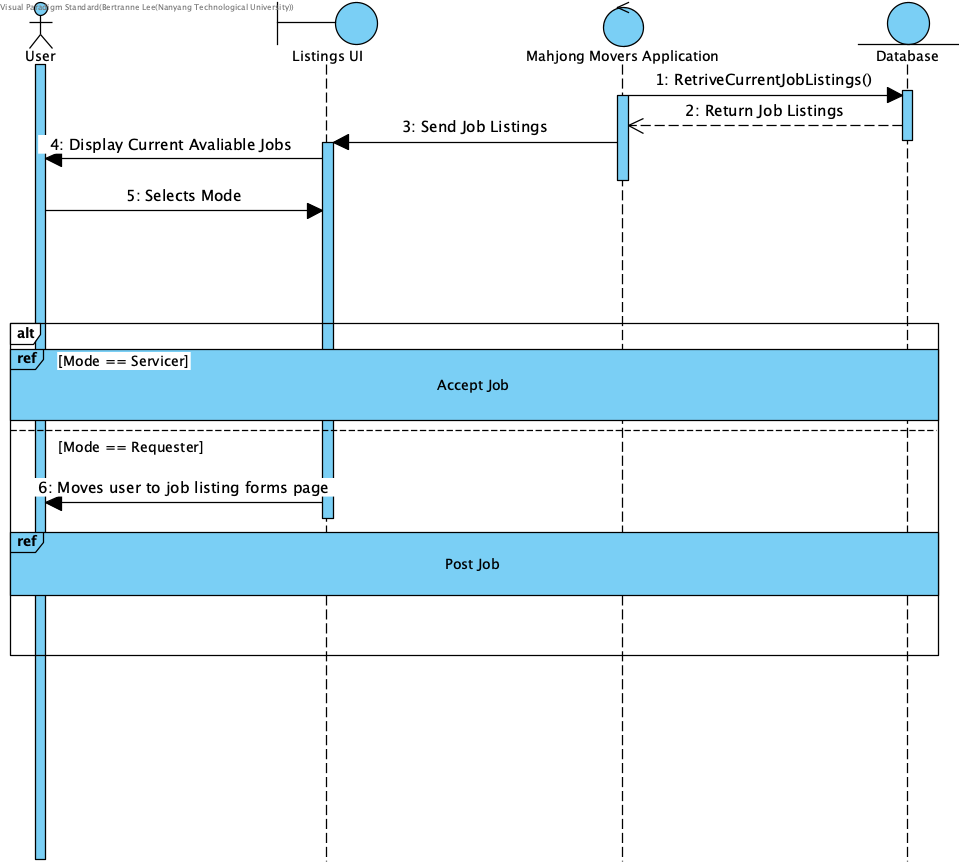 Visual Paradigm Standard(Bertranne Lee(Nanyang Technological University))
User
Listings UI
Mahjong Movers Application
Database
1: RetriveCurrentJobListings()
2: Return Job Listings
3: Send Job Listings
4: Display Current Avaliable Jobs
5: Selects Mode
alt
ref
[Mode == Servicer]
Accept Job
[Mode == Requester]
6: Moves user to job listing forms page
ref
Post Job